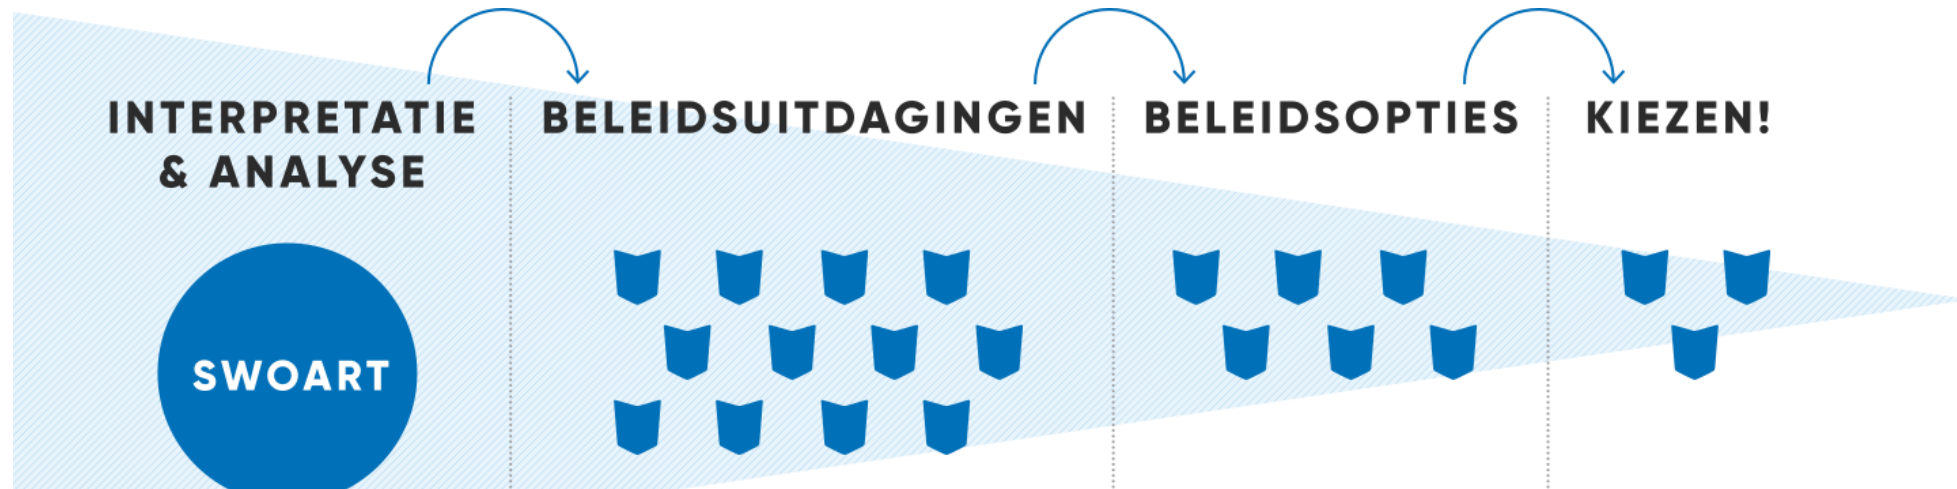 INTERPRETATIE
& ANALYSE
BELEIDSUITDAGINGEN
BELEIDSOPTIES
KIEZEN!
SWOART